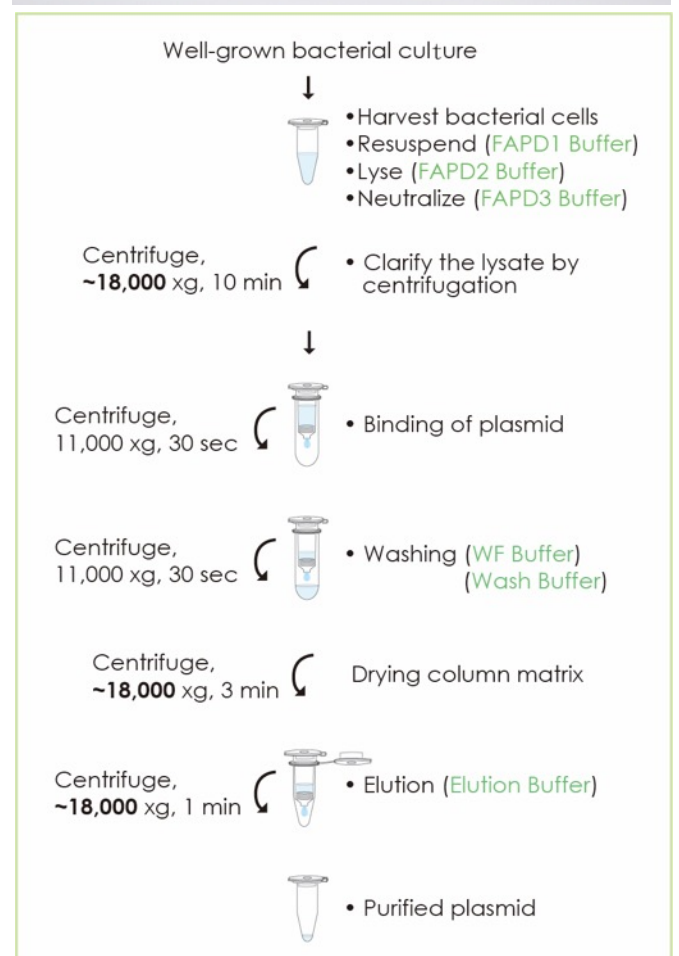 Well-grown bacterial culture
•Harvest bacterial cells
•Resuspend (FAPD1 Buffer)
•Lyse (FAPD2 Buffer)
•Neutralize (FAPD3 Buffer)
Centrifuge,
~18,000 xg, 10 min
• Clarify the lysate by
centrifugation
Centrifuge,
11,000 xg, 30 sec
• Binding of plasmid
Centrifuge,
11,000 xg, 30 sec
• Washing (WF Buffer)
(Wash Buffer)
Centrifuge,
~18,000 xg, 3 min
Drying column matrix
Centrifuge,
~18,000 xg, 1 min
• Elution (Elution Buffer)
• Purified plasmid